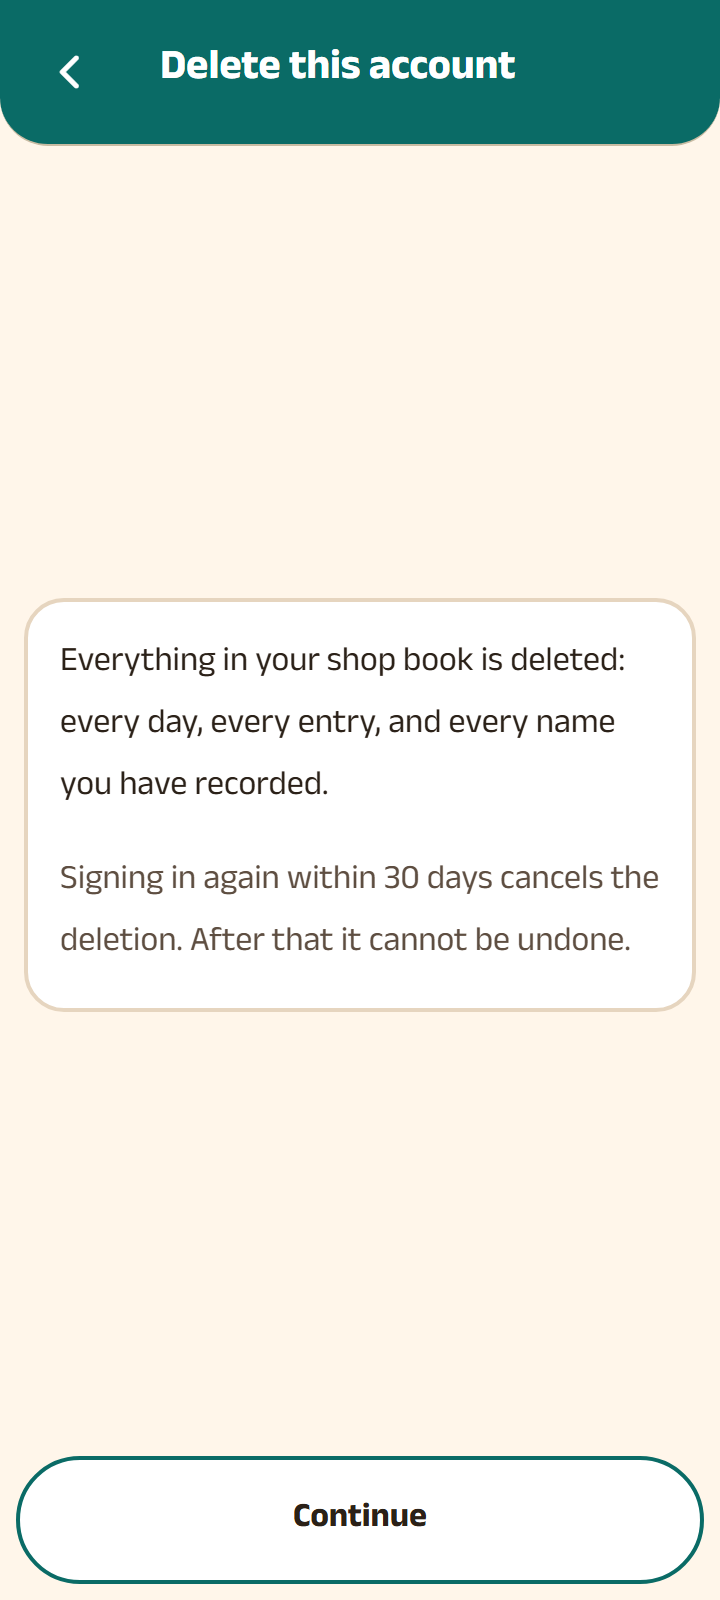 Delete this account
Everything in your shop book is deleted:
every day, every entry, and every name
you have recorded.
Signing in again within 30 days cancels the
deletion. After that it cannot be undone.
Continue